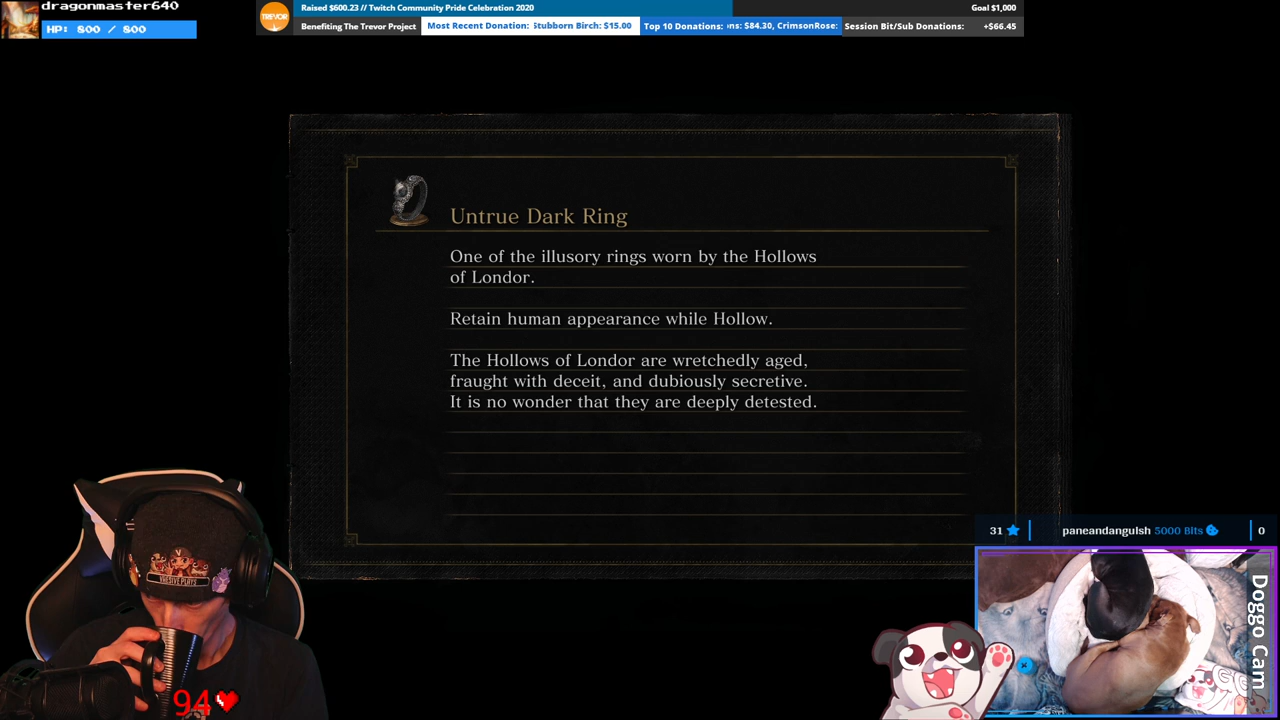 dragonmaster640
HP: 800 / 800
TREVOR
Raised $600.23 // Twitch Community Pride Celebration 2020
Goal $1,000
Benefiting The Trevor Project
Most Recent Donation: Stubborn Birch: $15.00
Top 10 Donations: ns: $84.30, CrimsonRose:
Session Bit/Sub Donations: +$66.45
Untrue Dark Ring
One of the illusory rings worn by the Hollows
of Londor.
Retain human appearance while Hollow.
The Hollows of Londor are wretchedly aged,
fraught with deceit, and dubiously secretive.
It is no wonder that they are deeply detested.
31
paneandanguish 5000 Bits
0
Doggo Cam
94